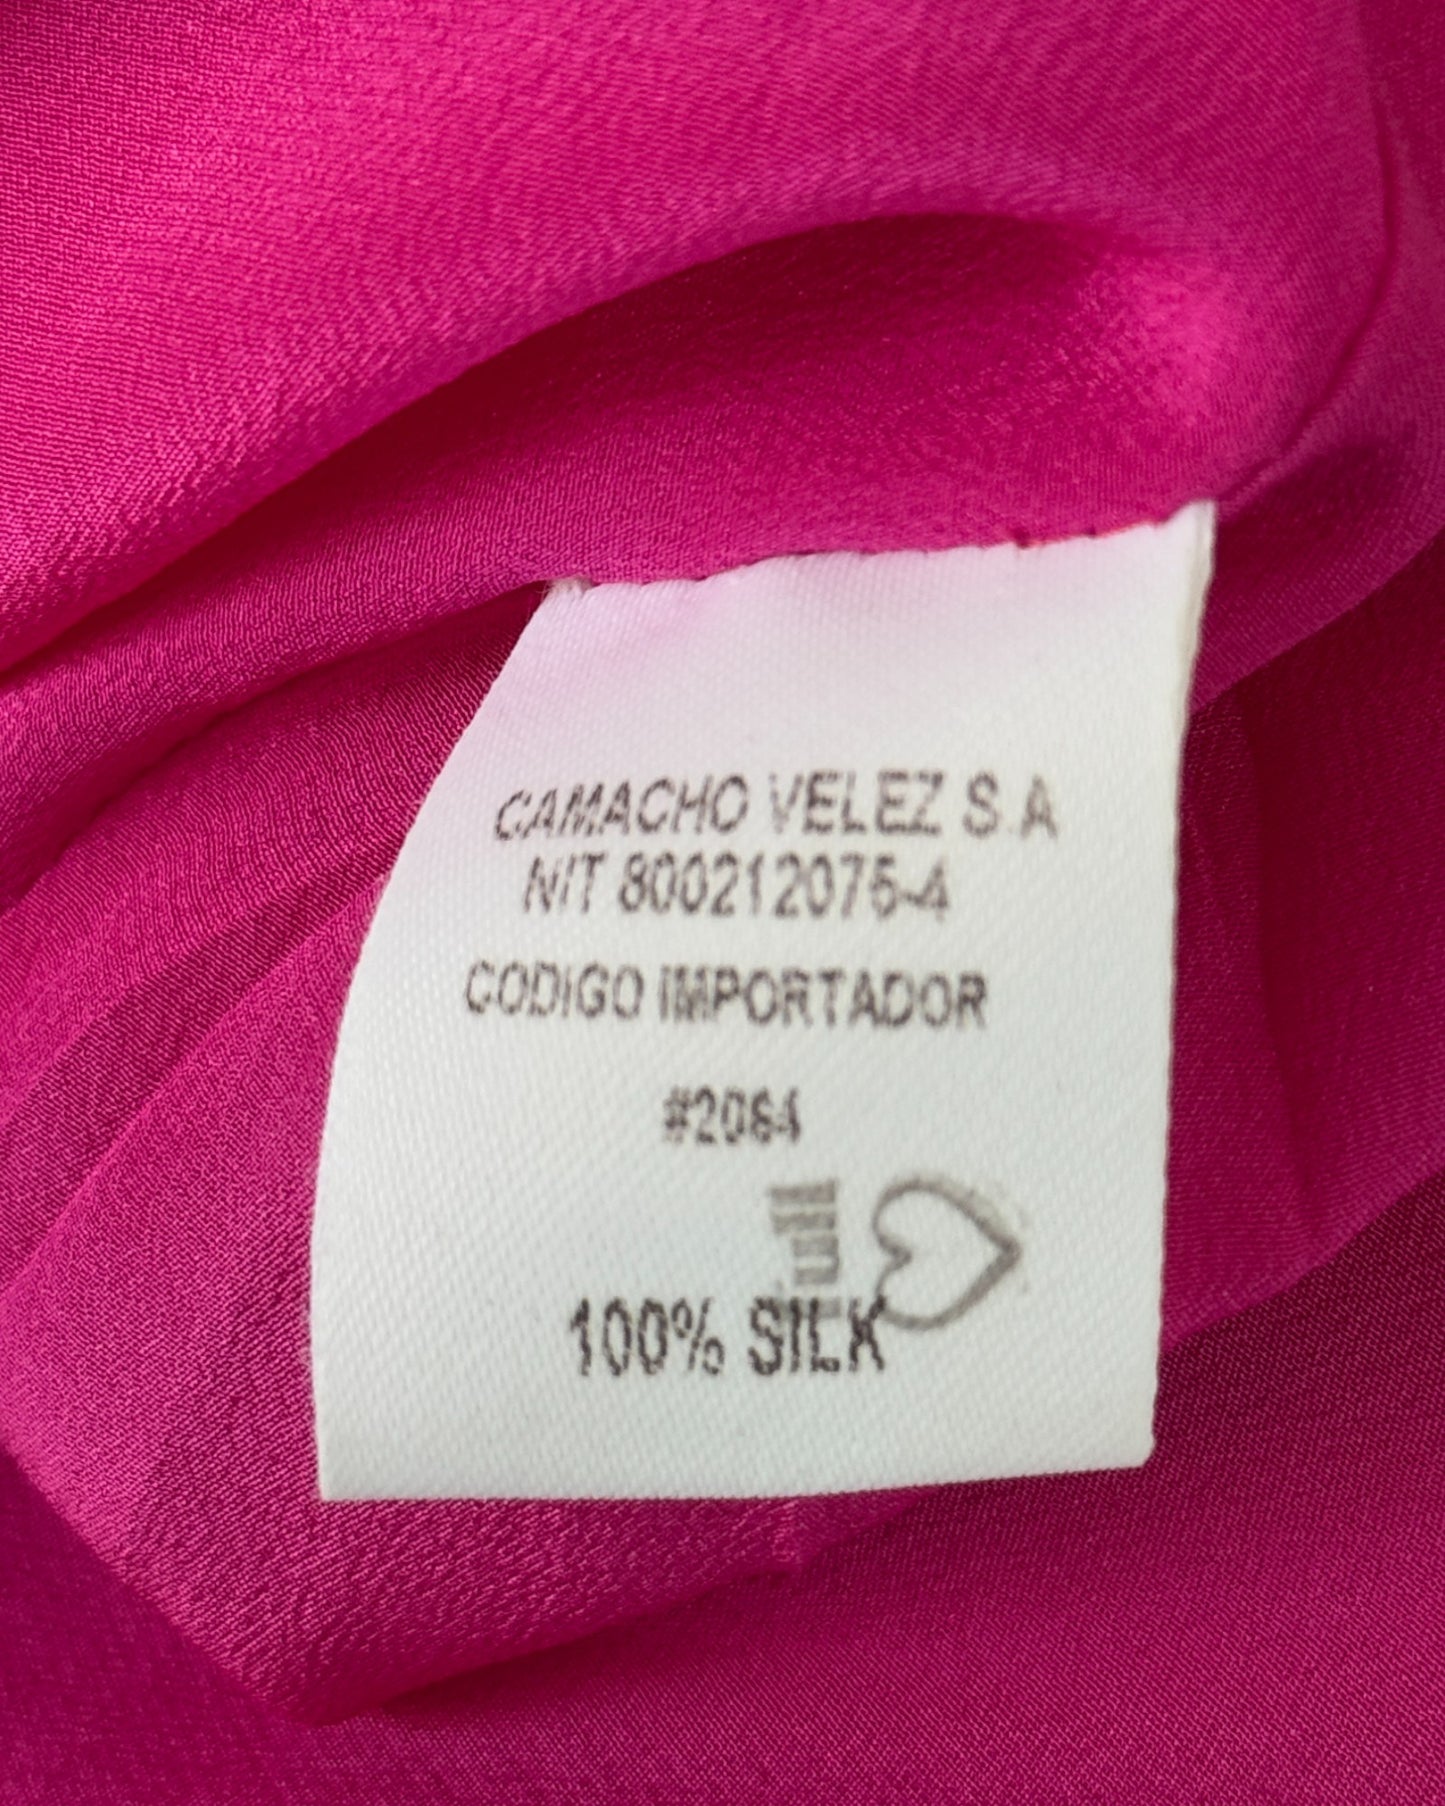 CAMACHO VELEZ S.A
NIT 800212075-4
CODIGO IMPORTADOR
#2084
100% SILK